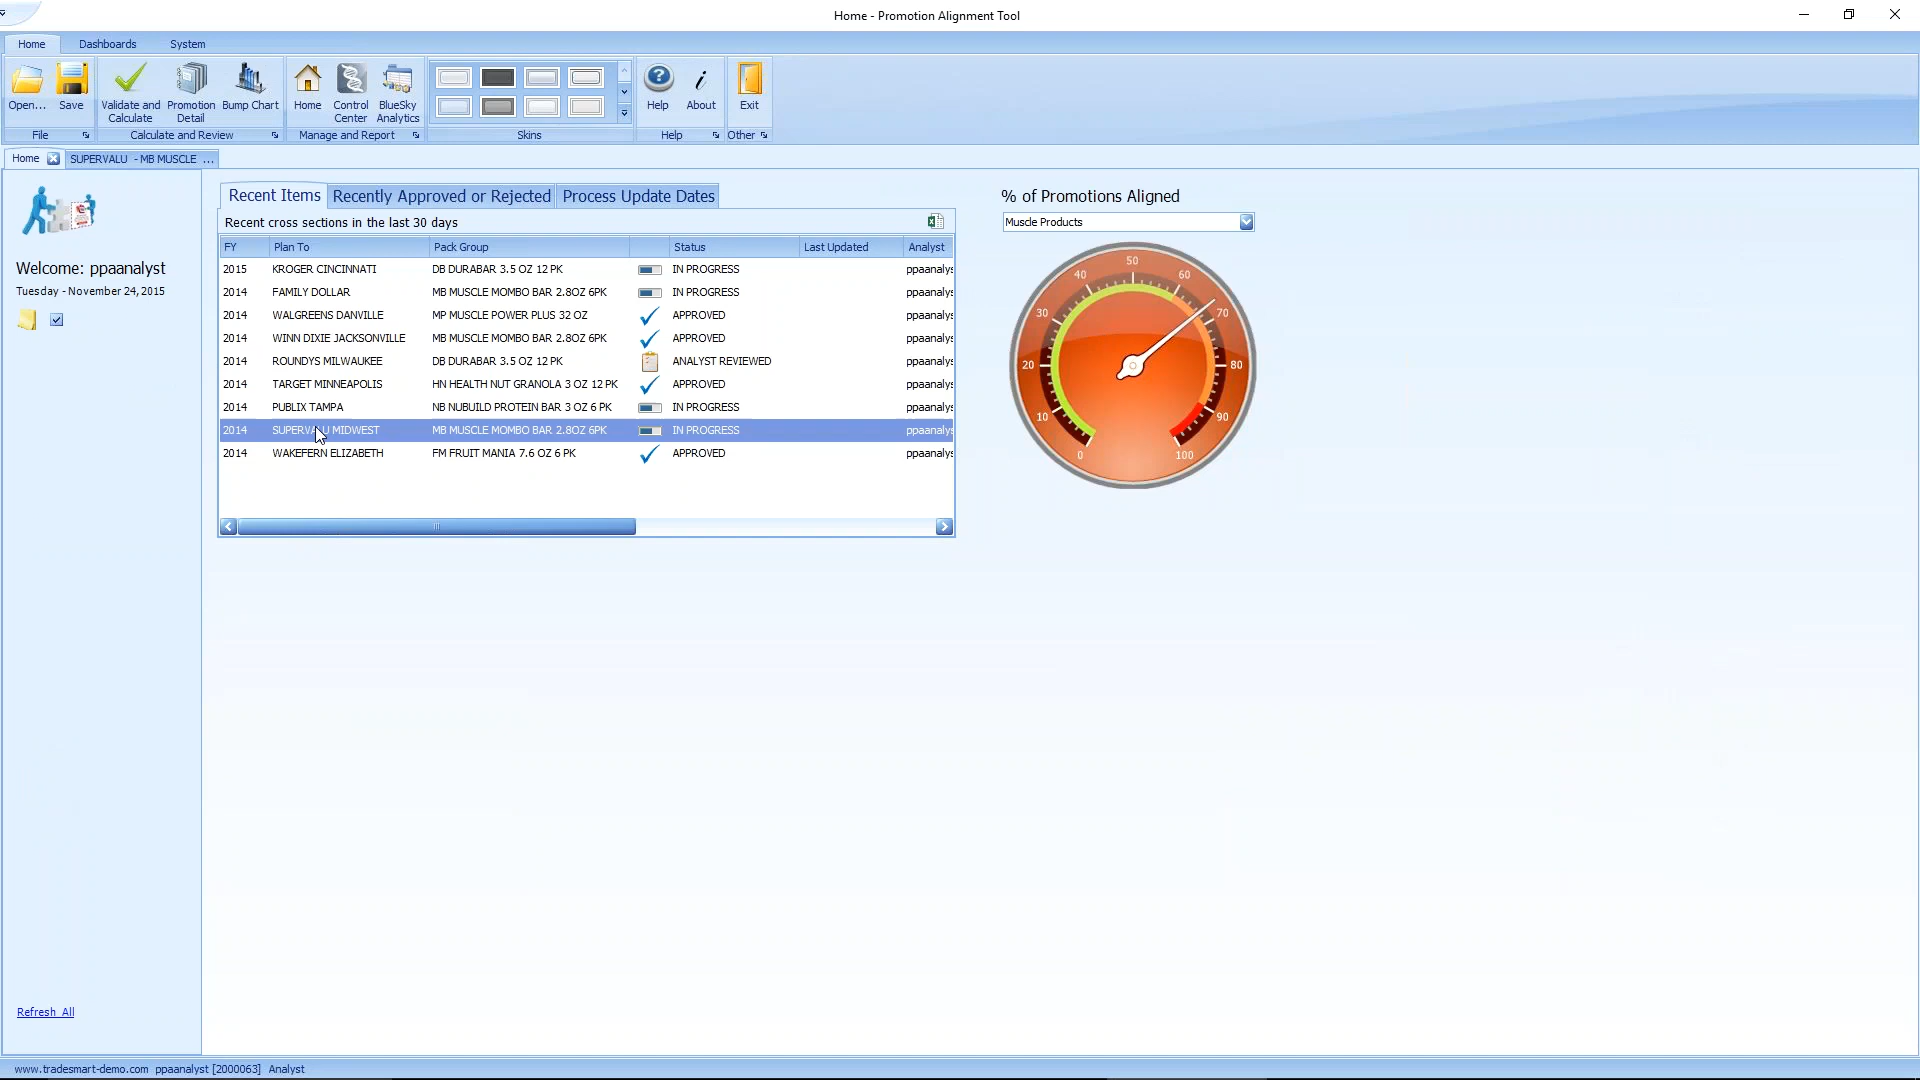 Home - Promotion Alignment Tool
Home Dashboards System
Open... Save Validate and Calculate Promotion Detail Bump Chart Home Control Center BlueSky Analytics Help About Exit
File Calculate and Review Manage and Report Skins Help Other
Home SUPERVALU - MB MUSCLE ...
Welcome: ppaanalyst
Tuesday - November 24, 2015
Refresh All
Recent Items Recently Approved or Rejected Process Update Dates
Recent cross sections in the last 30 days
FY Plan To Pack Group Status Last Updated Analyst
2015 KROGER CINCINNATI DB DURABAR 3.5 OZ 12 PK IN PROGRESS ppaanalys
2014 FAMILY DOLLAR MB MUSCLE MOMBO BAR 2.8OZ 6PK IN PROGRESS ppaanalys
2014 WALGREENS DANVILLE MP MUSCLE POWER PLUS 32 OZ APPROVED ppaanalys
2014 WINN DIXIE JACKSONVILLE MB MUSCLE MOMBO BAR 2.8OZ 6PK APPROVED ppaanalys
2014 ROUNDYS MILWAUKEE DB DURABAR 3.5 OZ 12 PK ANALYST REVIEWED ppaanalys
2014 TARGET MINNEAPOLIS HN HEALTH NUT GRANOLA 3 OZ 12 PK APPROVED ppaanalys
2014 PUBLIX TAMPA NB NUBUILD PROTEIN BAR 3 OZ 6 PK IN PROGRESS ppaanalys
2014 SUPERVALU MIDWEST MB MUSCLE MOMBO BAR 2.8OZ 6PK IN PROGRESS ppaanalys
2014 WAKEFERN ELIZABETH FM FRUIT MANIA 7.6 OZ 6 PK APPROVED ppaanalys
% of Promotions Aligned
Muscle Products
0 10 20 30 40 50 60 70 80 90 100
www.tradesmart-demo.com ppaanalyst [2000063] Analyst